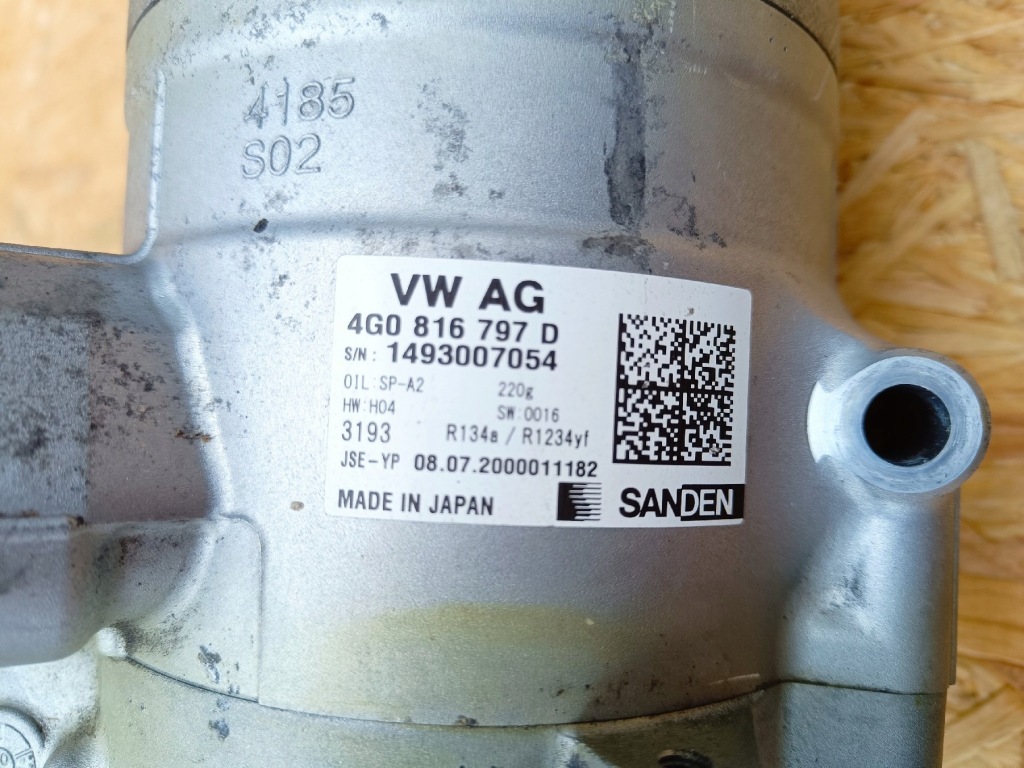 4185
S02
VW AG
4G0 816 797 D
S/N: 1493007054
OIL:SP-A2 220g
HW:H04 SW:0016
3193 R134a / R1234yf
JSE-YP 08.07.2000011182
MADE IN JAPAN SANDEN